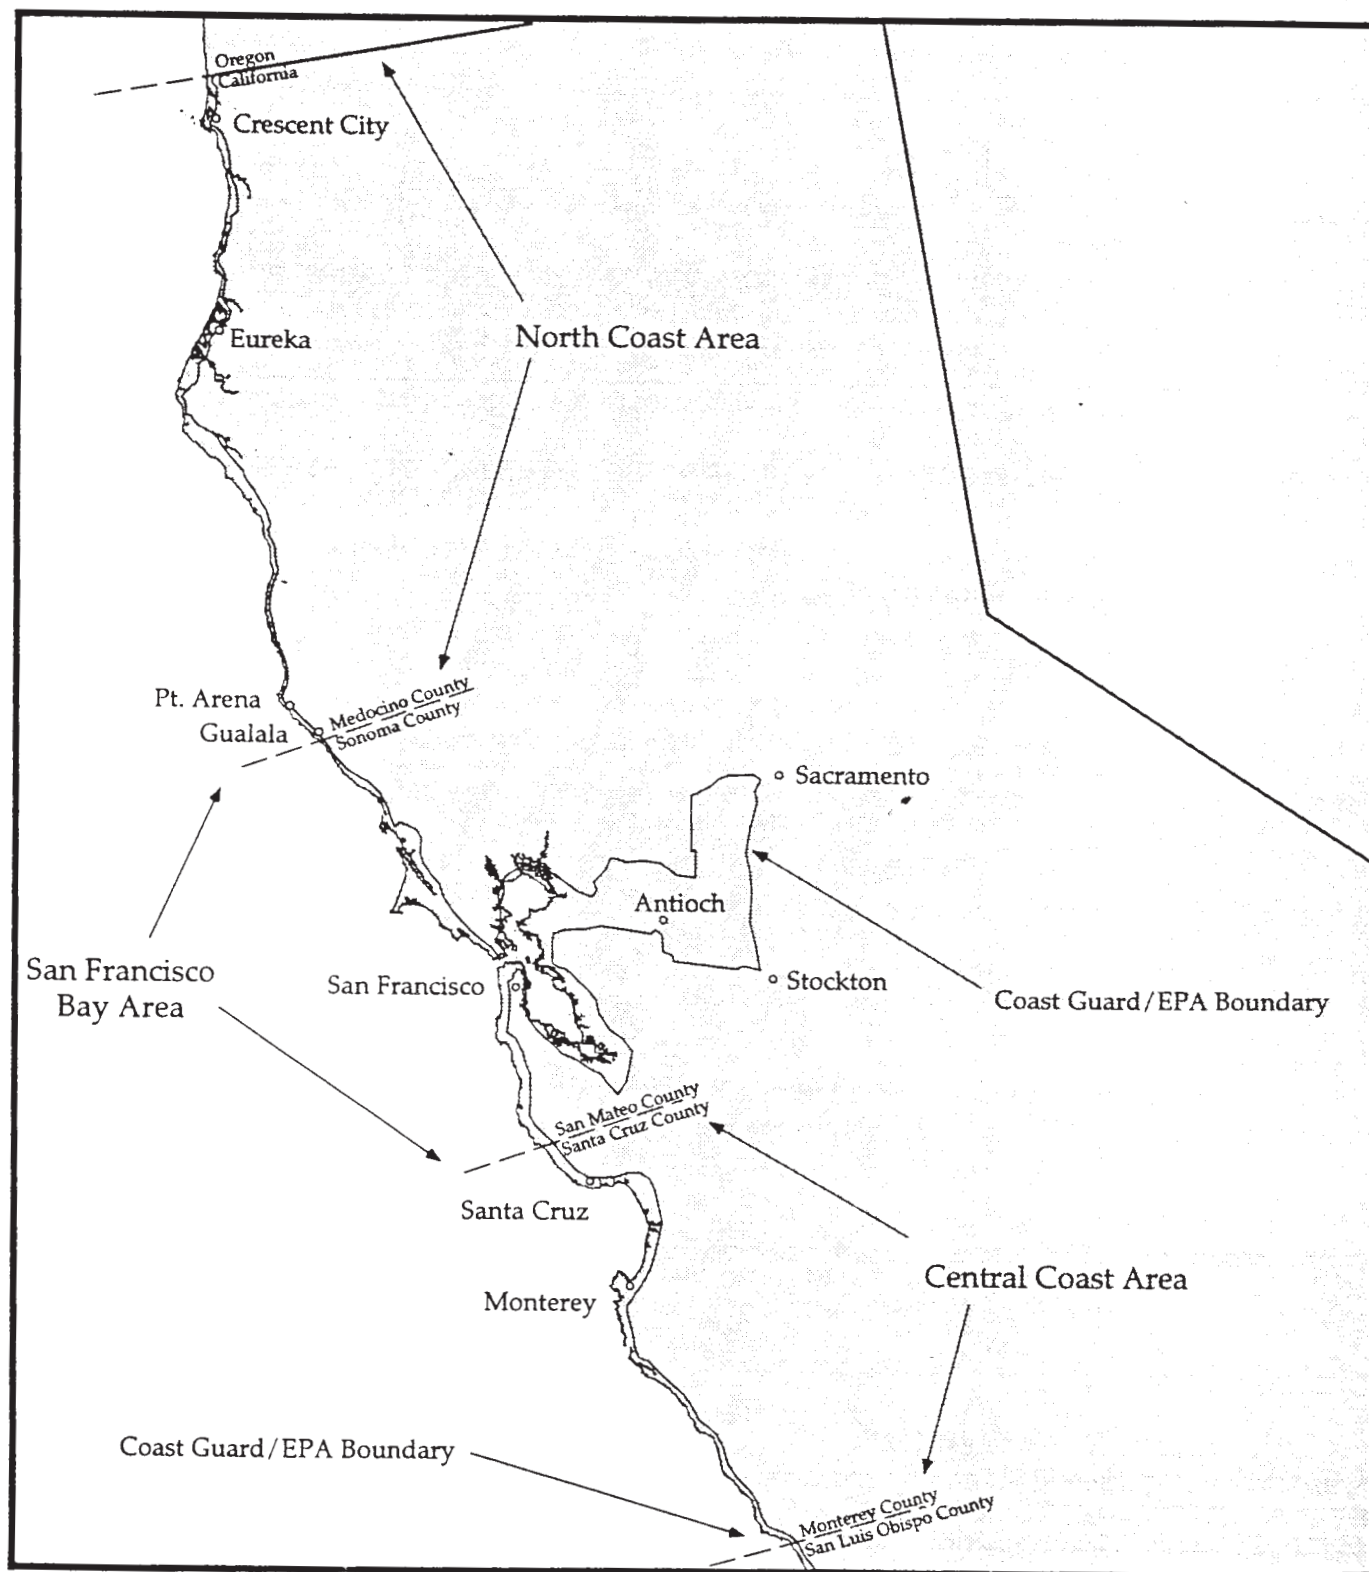 Oregon
California
Crescent City
Eureka
North Coast Area
Pt. Arena
Gualala
Medocino County
Sonoma County
Sacramento
Antioch
San Francisco
Bay Area
San Francisco
Stockton
Coast Guard/EPA Boundary
San Mateo County
Santa Cruz County
Santa Cruz
Central Coast Area
Monterey
Coast Guard/EPA Boundary
Monterey County
San Luis Obispo County